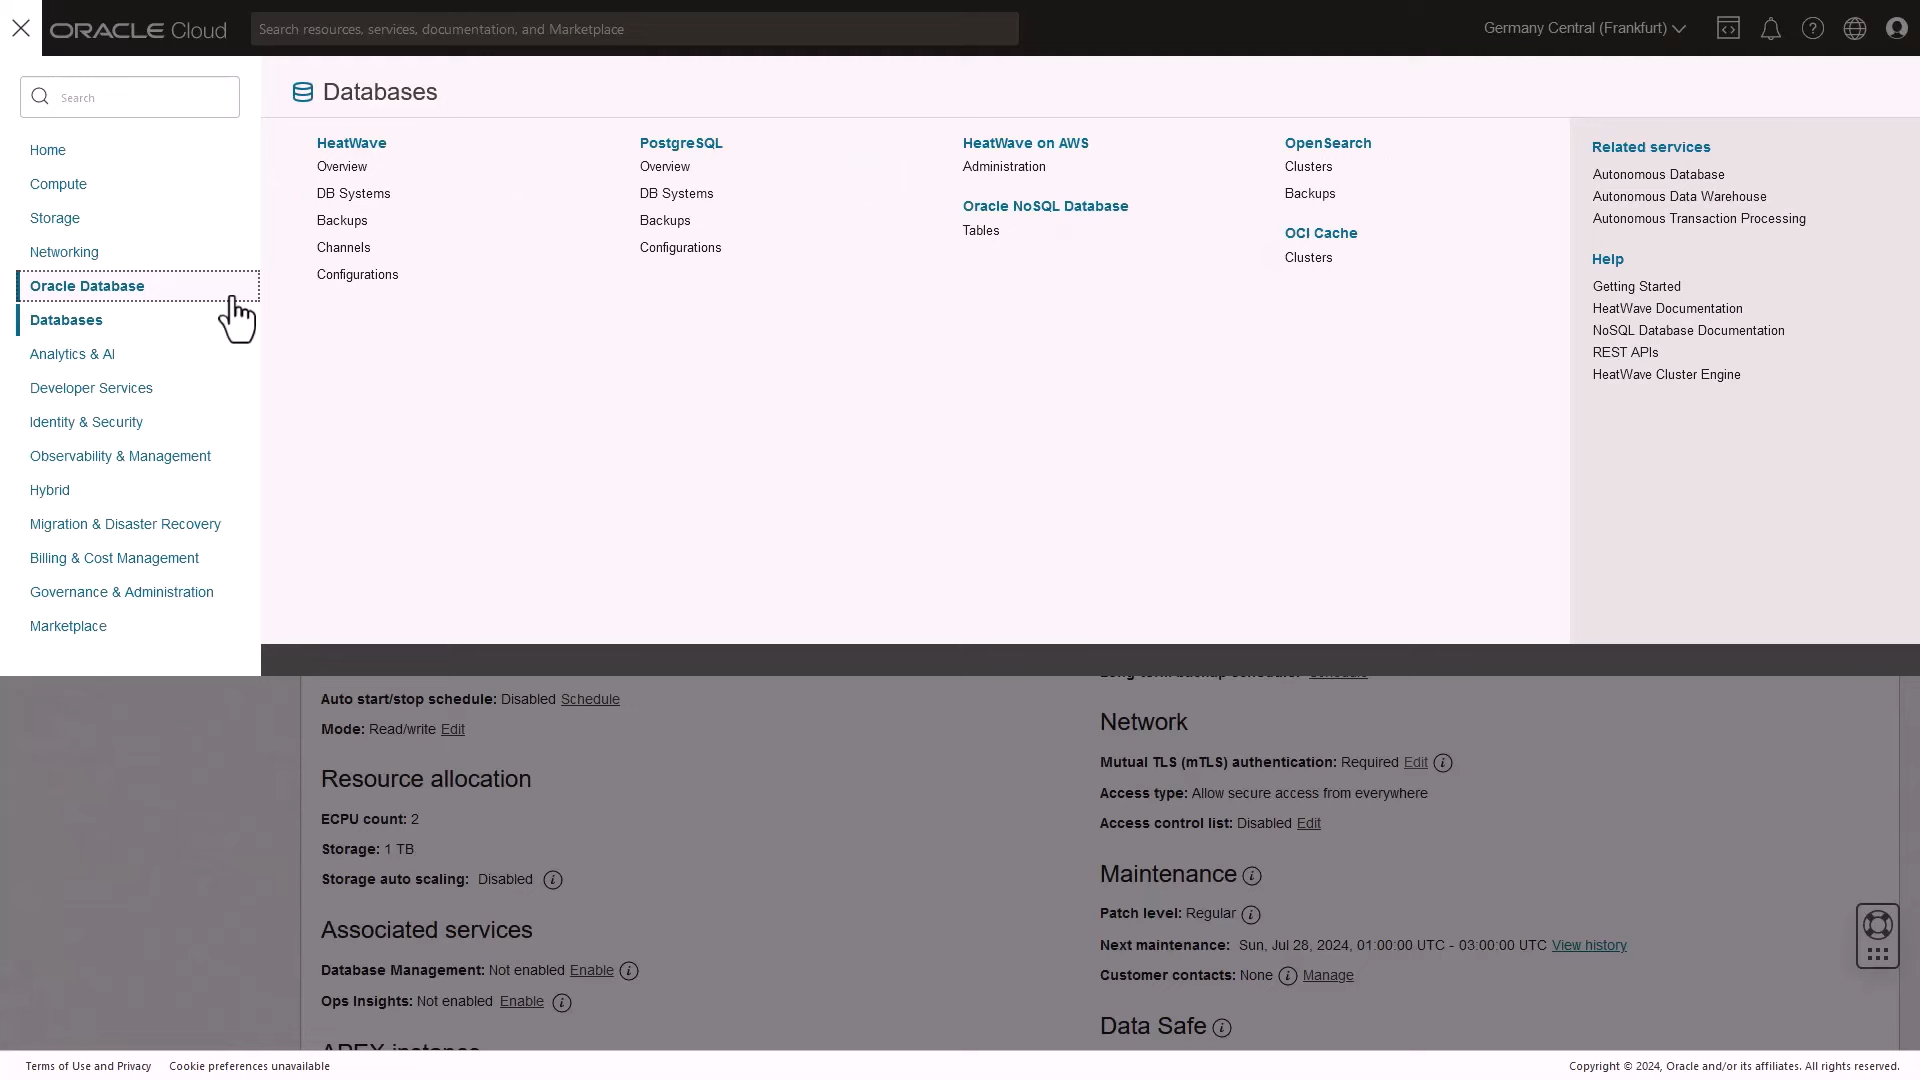 ORACLE Cloud
Search resources, services, documentation, and Marketplace
Germany Central (Frankfurt)
Search
Home
Compute
Storage
Networking
Oracle Database
Databases
Analytics & AI
Developer Services
Identity & Security
Observability & Management
Hybrid
Migration & Disaster Recovery
Billing & Cost Management
Governance & Administration
Marketplace
Databases
HeatWave
Overview
DB Systems
Backups
Channels
Configurations
PostgreSQL
Overview
DB Systems
Backups
Configurations
HeatWave on AWS
Administration
Oracle NoSQL Database
Tables
OpenSearch
Clusters
Backups
OCI Cache
Clusters
Related services
Autonomous Database
Autonomous Data Warehouse
Autonomous Transaction Processing
Help
Getting Started
HeatWave Documentation
NoSQL Database Documentation
REST APIs
HeatWave Cluster Engine
Auto start/stop schedule: Disabled Schedule
Mode: Read/write Edit
Resource allocation
ECPU count: 2
Storage: 1 TB
Storage auto scaling: Disabled
Associated services
Database Management: Not enabled Enable
Ops Insights: Not enabled Enable
APEX instance
Long-term backup schedule: Schedule
Network
Mutual TLS (mTLS) authentication: Required Edit
Access type: Allow secure access from everywhere
Access control list: Disabled Edit
Maintenance
Patch level: Regular
Next maintenance: Sun, Jul 28, 2024, 01:00:00 UTC - 03:00:00 UTC View history
Customer contacts: None Manage
Data Safe
Terms of Use and Privacy
Cookie preferences unavailable
Copyright © 2024, Oracle and/or its affiliates. All rights reserved.